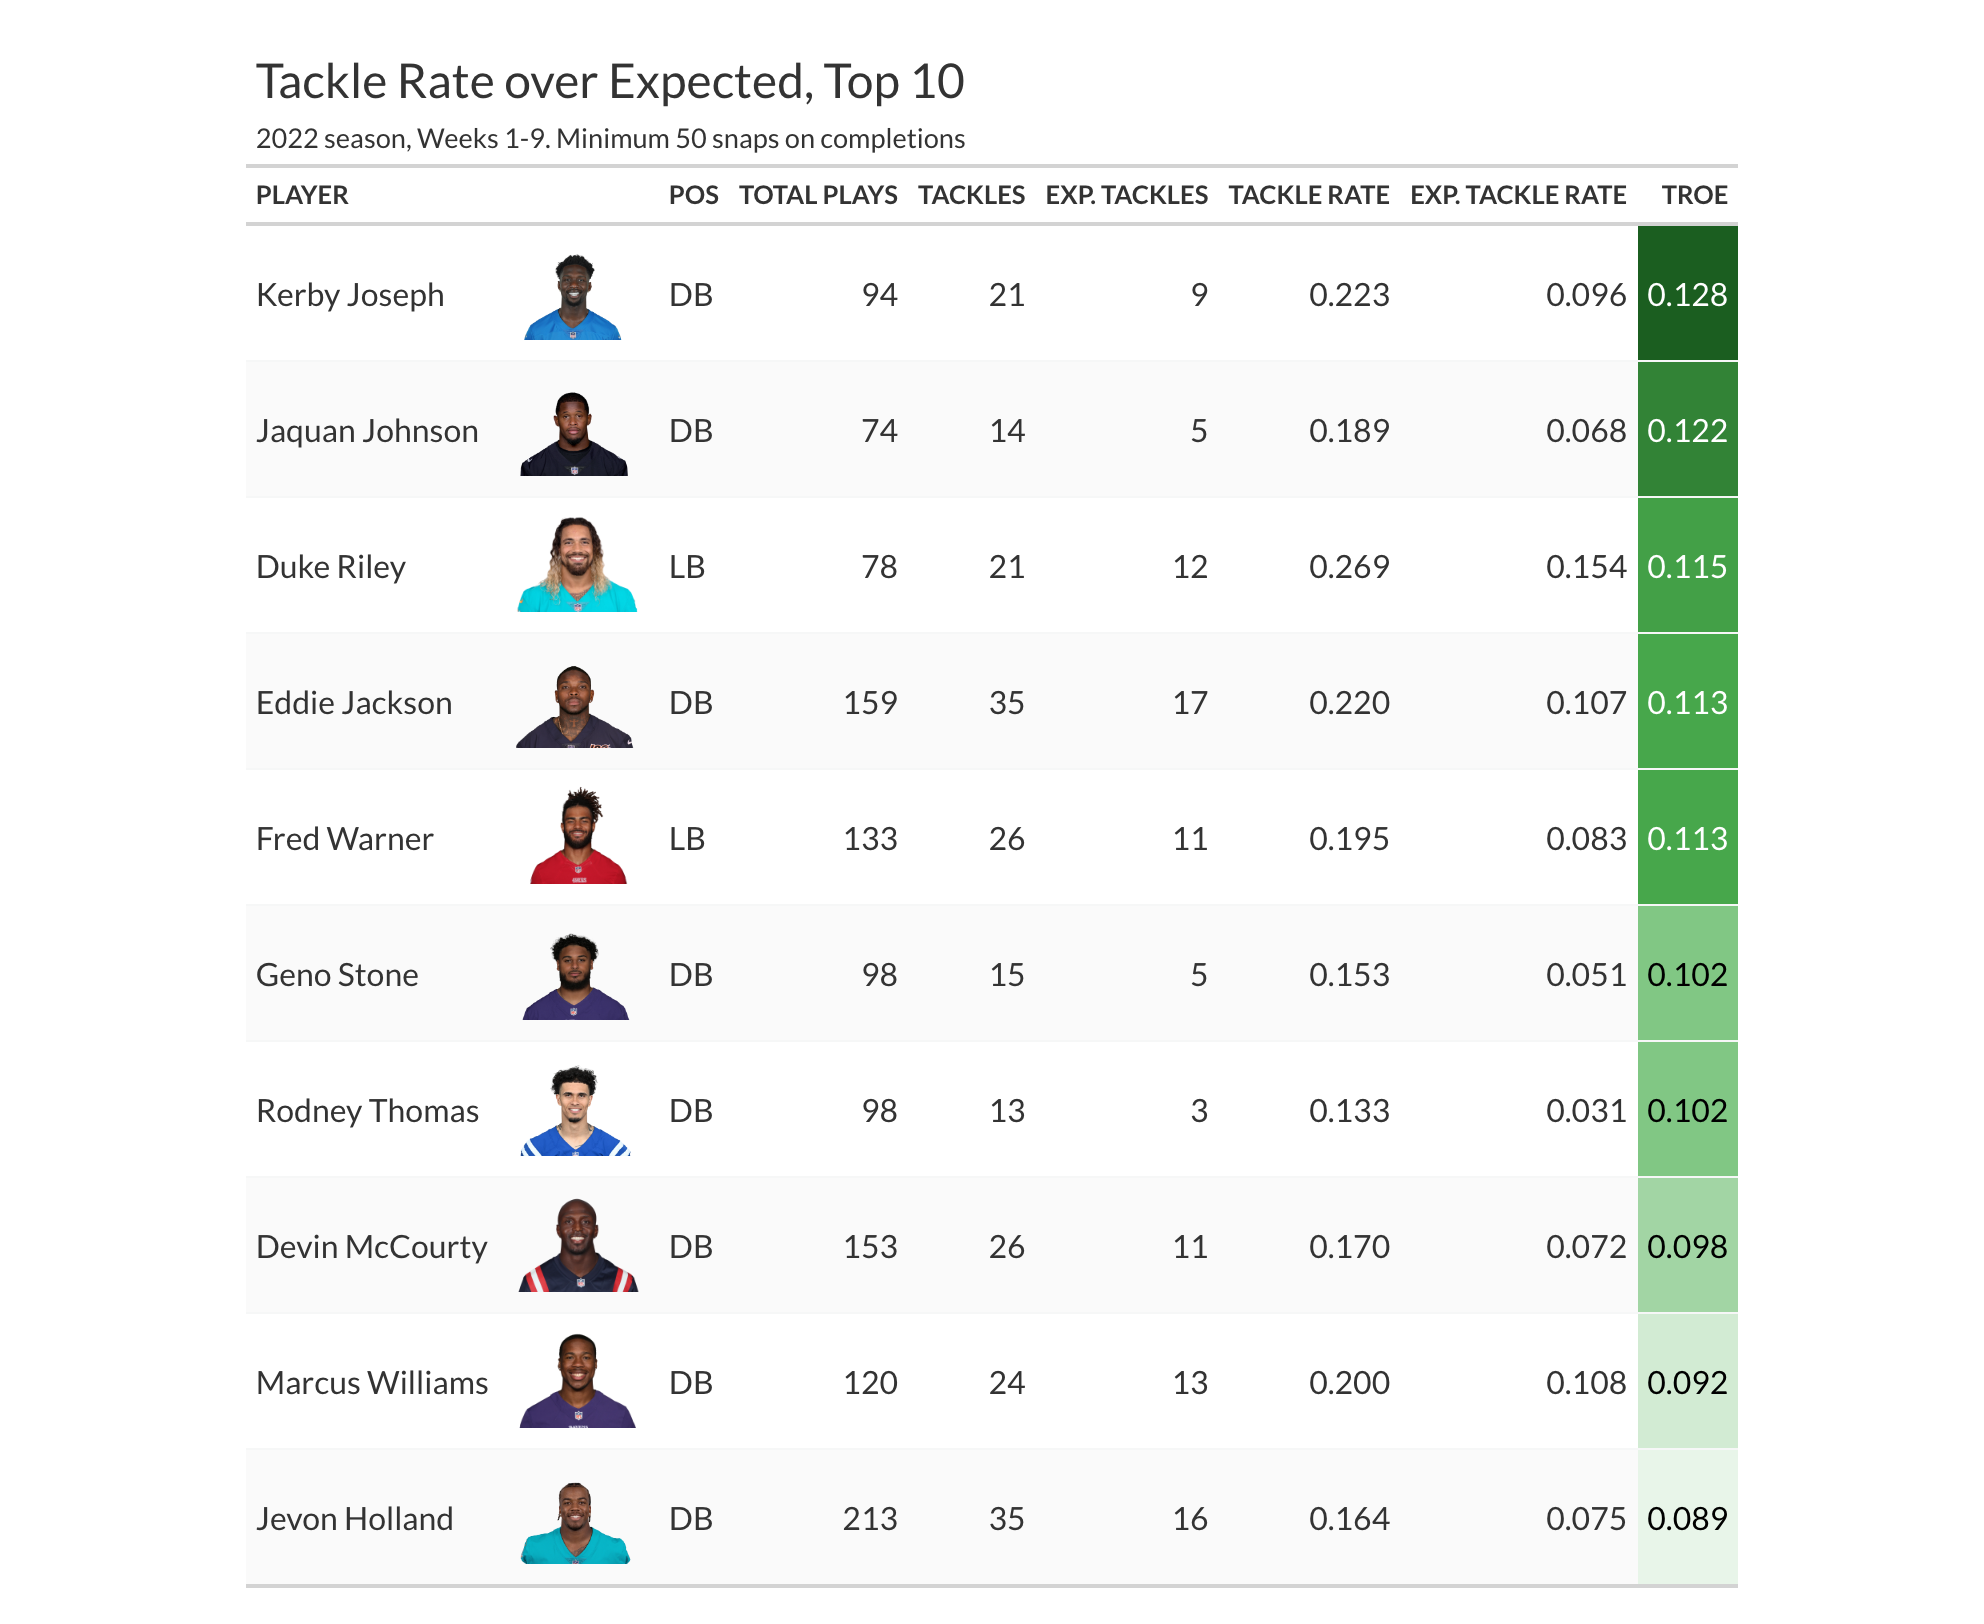 Tackle Rate over Expected, Top 10
2022 season, Weeks 1-9. Minimum 50 snaps on completions
PLAYER POS TOTAL PLAYS TACKLES EXP. TACKLES TACKLE RATE EXP. TACKLE RATE TROE
Kerby Joseph DB 94 21 9 0.223 0.096 0.128
Jaquan Johnson DB 74 14 5 0.189 0.068 0.122
Duke Riley LB 78 21 12 0.269 0.154 0.115
Eddie Jackson DB 159 35 17 0.220 0.107 0.113
Fred Warner LB 133 26 11 0.195 0.083 0.113
Geno Stone DB 98 15 5 0.153 0.051 0.102
Rodney Thomas DB 98 13 3 0.133 0.031 0.102
Devin McCourty DB 153 26 11 0.170 0.072 0.098
Marcus Williams DB 120 24 13 0.200 0.108 0.092
Jevon Holland DB 213 35 16 0.164 0.075 0.089